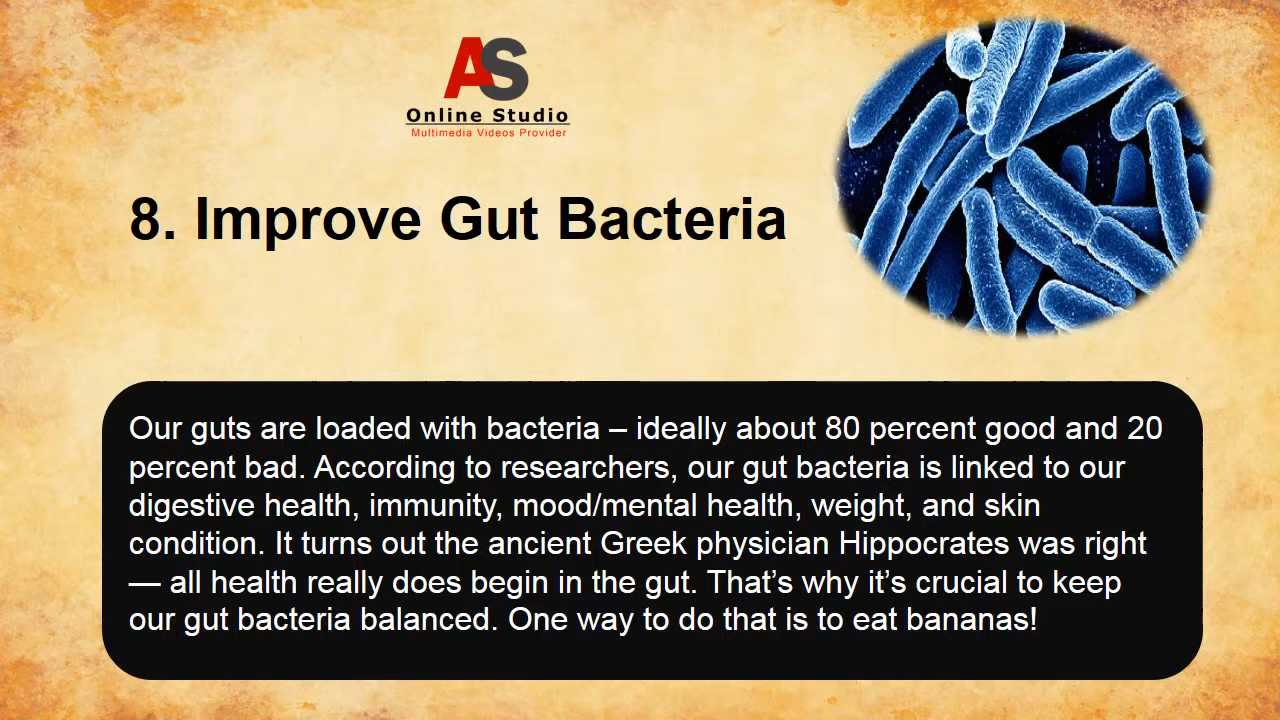 AS
Online Studio
Multimedia Videos Provider
8. Improve Gut Bacteria
Our guts are loaded with bacteria – ideally about 80 percent good and 20
percent bad. According to researchers, our gut bacteria is linked to our
digestive health, immunity, mood/mental health, weight, and skin
condition. It turns out the ancient Greek physician Hippocrates was right
— all health really does begin in the gut. That’s why it’s crucial to keep
our gut bacteria balanced. One way to do that is to eat bananas!